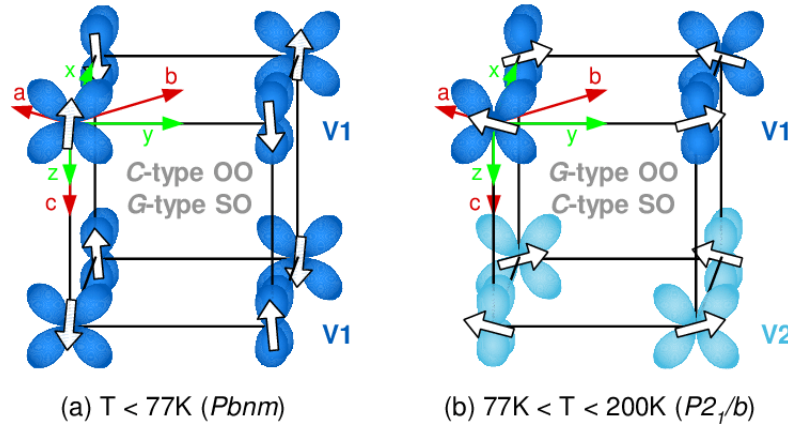 x
b
a
y
V1
z
c
C-type OO
G-type SO
V1
(a) T < 77K (Pbnm)
x
b
a
y
V1
z
c
G-type OO
C-type SO
V2
(b) 77K < T < 200K (P2₁/b)